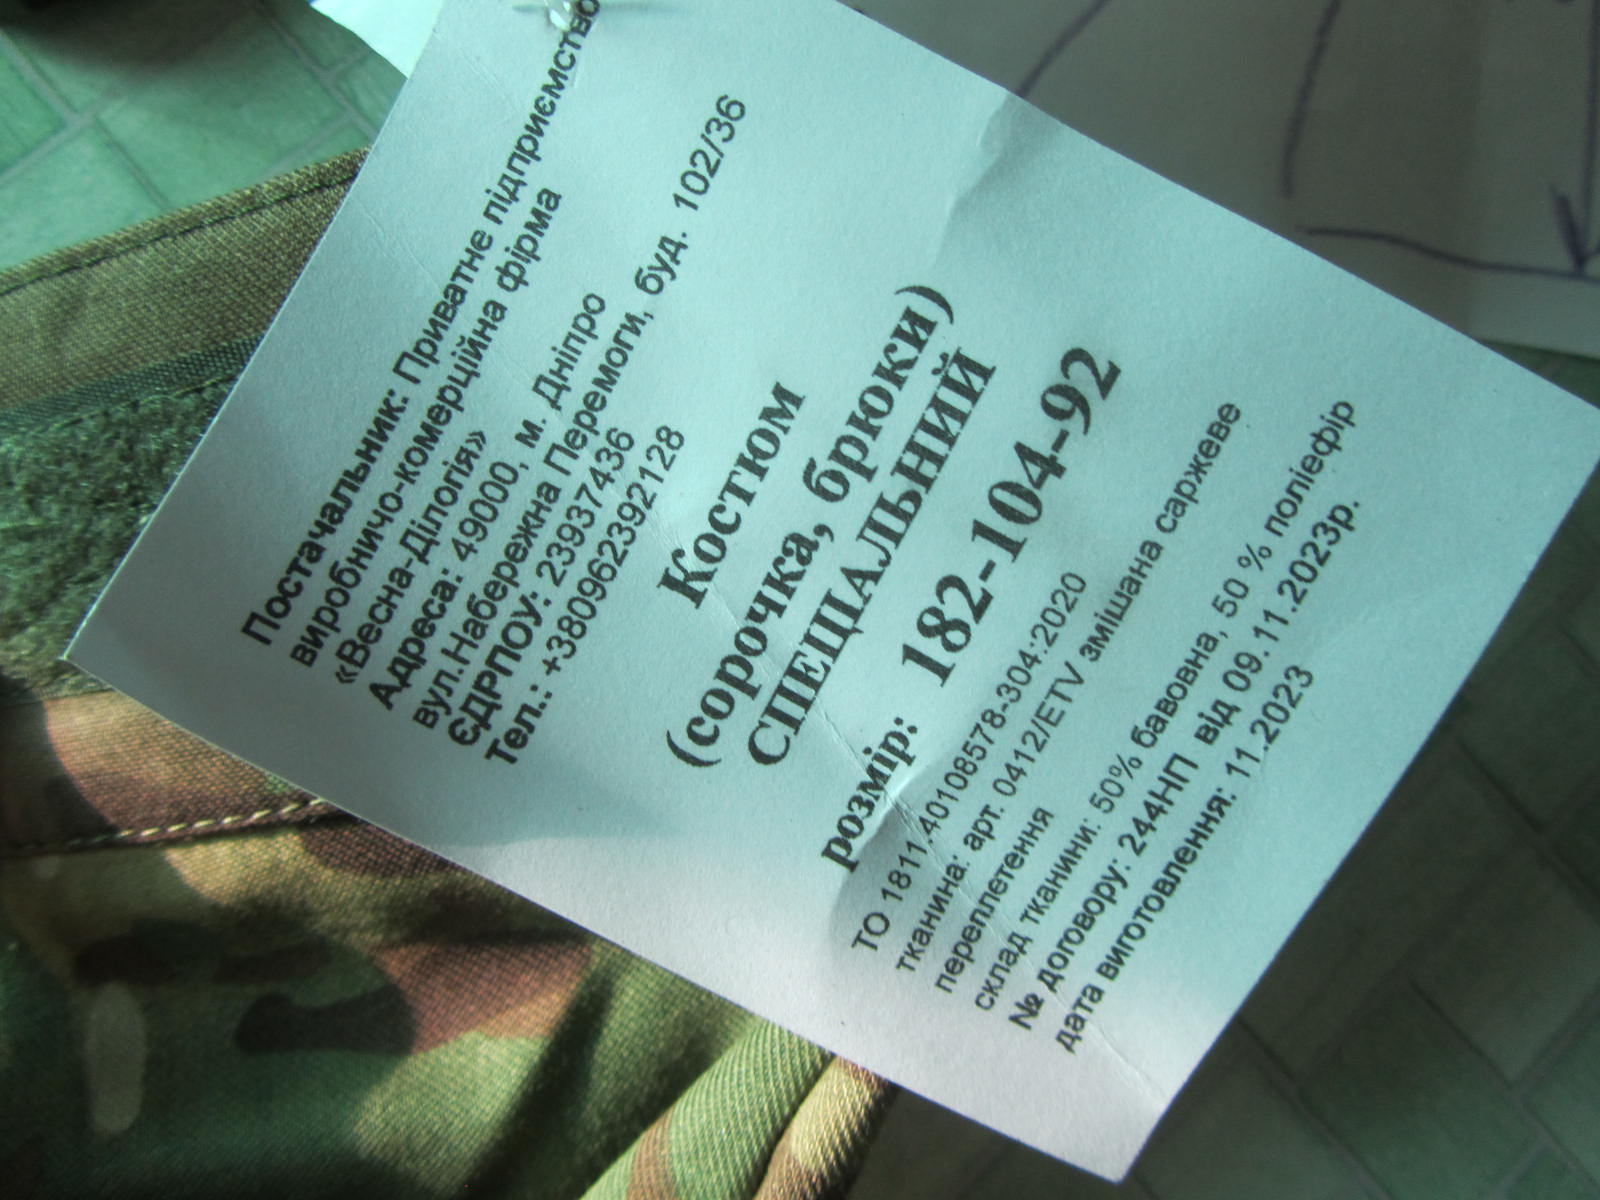 Постачальник: Приватне підприємство
виробничо-комерційна фірма
«Весна-Ділогія»
Адреса: 49000, м. Дніпро
вул.Набережна Перемоги, буд. 102/36
ЄДРПОУ: 23937436
Тел.: +380962392128
Костюм
(сорочка, брюки)
СПЕЦІАЛЬНИЙ
розмір: 182-104-92
ТО 1811 40108578-304:2020
тканина: арт. 0412/ETV змішана саржеве
переплетення
склад тканини: 50% бавовна, 50 % поліефір
№ договору: 244НП від 09.11.2023р.
дата виготовлення: 11.2023